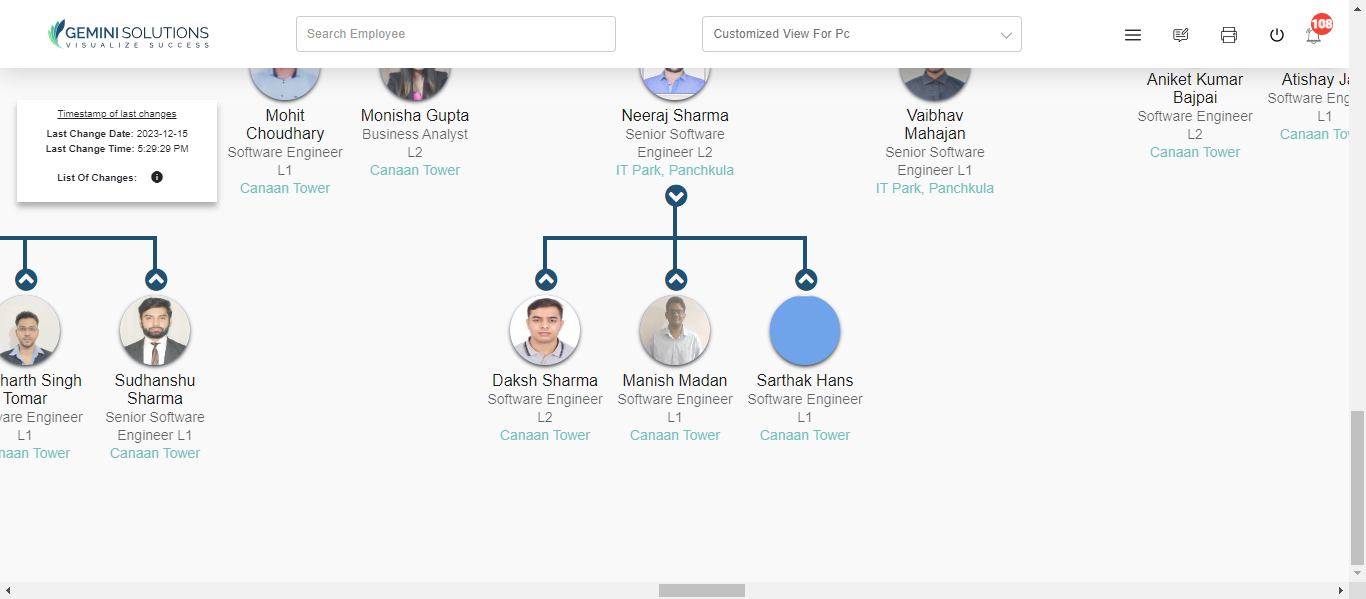 GEMINI SOLUTIONS
VISUALIZE SUCCESS
Search Employee
Customized View For Pc
108
Timestamp of last changes
Last Change Date: 2023-12-15
Last Change Time: 5:29:29 PM
List Of Changes:
Mohit
Choudhary
Software Engineer
L1
Canaan Tower
Monisha Gupta
Business Analyst
L2
Canaan Tower
Neeraj Sharma
Senior Software
Engineer L2
IT Park, Panchkula
Vaibhav
Mahajan
Senior Software
Engineer L1
IT Park, Panchkula
Aniket Kumar
Bajpai
Software Engineer
L2
Canaan Tower
Atishay Ja
Software Eng
L1
Canaan To
harth Singh
Tomar
are Engineer
L1
naan Tower
Sudhanshu
Sharma
Senior Software
Engineer L1
Canaan Tower
Daksh Sharma
Software Engineer
L2
Canaan Tower
Manish Madan
Software Engineer
L1
Canaan Tower
Sarthak Hans
Software Engineer
L1
Canaan Tower